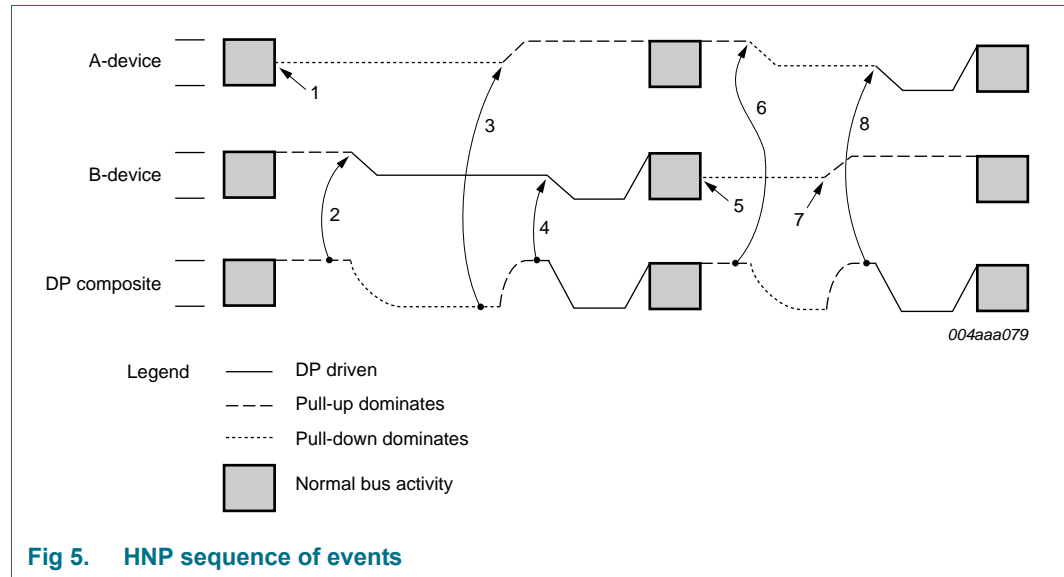 A-device
1
3
6
8
B-device
2
4
5
7
DP composite
004aaa079
Legend
DP driven
Pull-up dominates
Pull-down dominates
Normal bus activity
Fig 5. HNP sequence of events